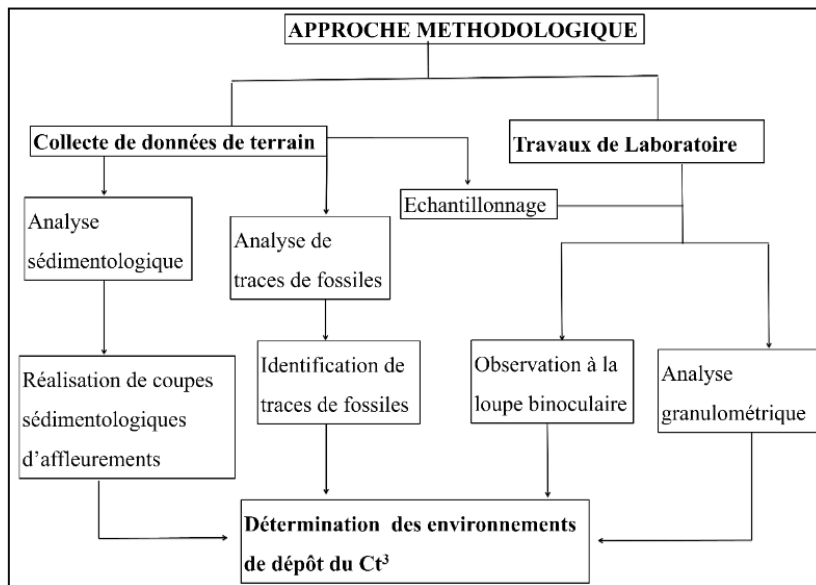 APPROCHE METHODOLOGIQUE
Collecte de données de terrain
Travaux de Laboratoire
Echantillonnage
Analyse
sédimentologique
Analyse de
traces de fossiles
Réalisation de coupes
sédimentologiques
d’affleurements
Identification de
traces de fossiles
Observation à la
loupe binoculaire
Analyse
granulométrique
Détermination des environnements
de dépôt du Ct³